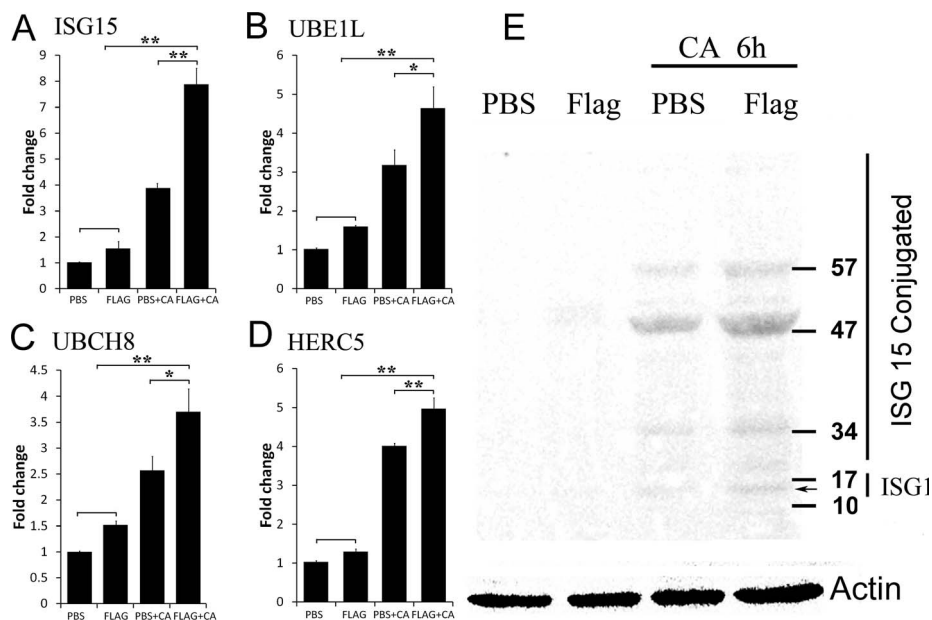 A ISG15
** 
**
Fold change
9
8
7
6
5
4
3
2
1
0
PBS FLAG PBS+CA FLAG+CA
B UBE1L
**
*
Fold change
6
5
4
3
2
1
0
PBS FLAG PBS+CA FLAG+CA
C UBCH8
**
*
Fold change
4.5
4
3.5
3
2.5
2
1.5
1
0.5
0
PBS FLAG PBS+CA FLAG+CA
D HERC5
**
**
Fold change
6
5
4
3
2
1
0
PBS FLAG PBS+CA FLAG+CA
E
CA 6h
PBS Flag PBS Flag
57
47
34
17
10
ISG 15 Conjugated
ISG1
Actin